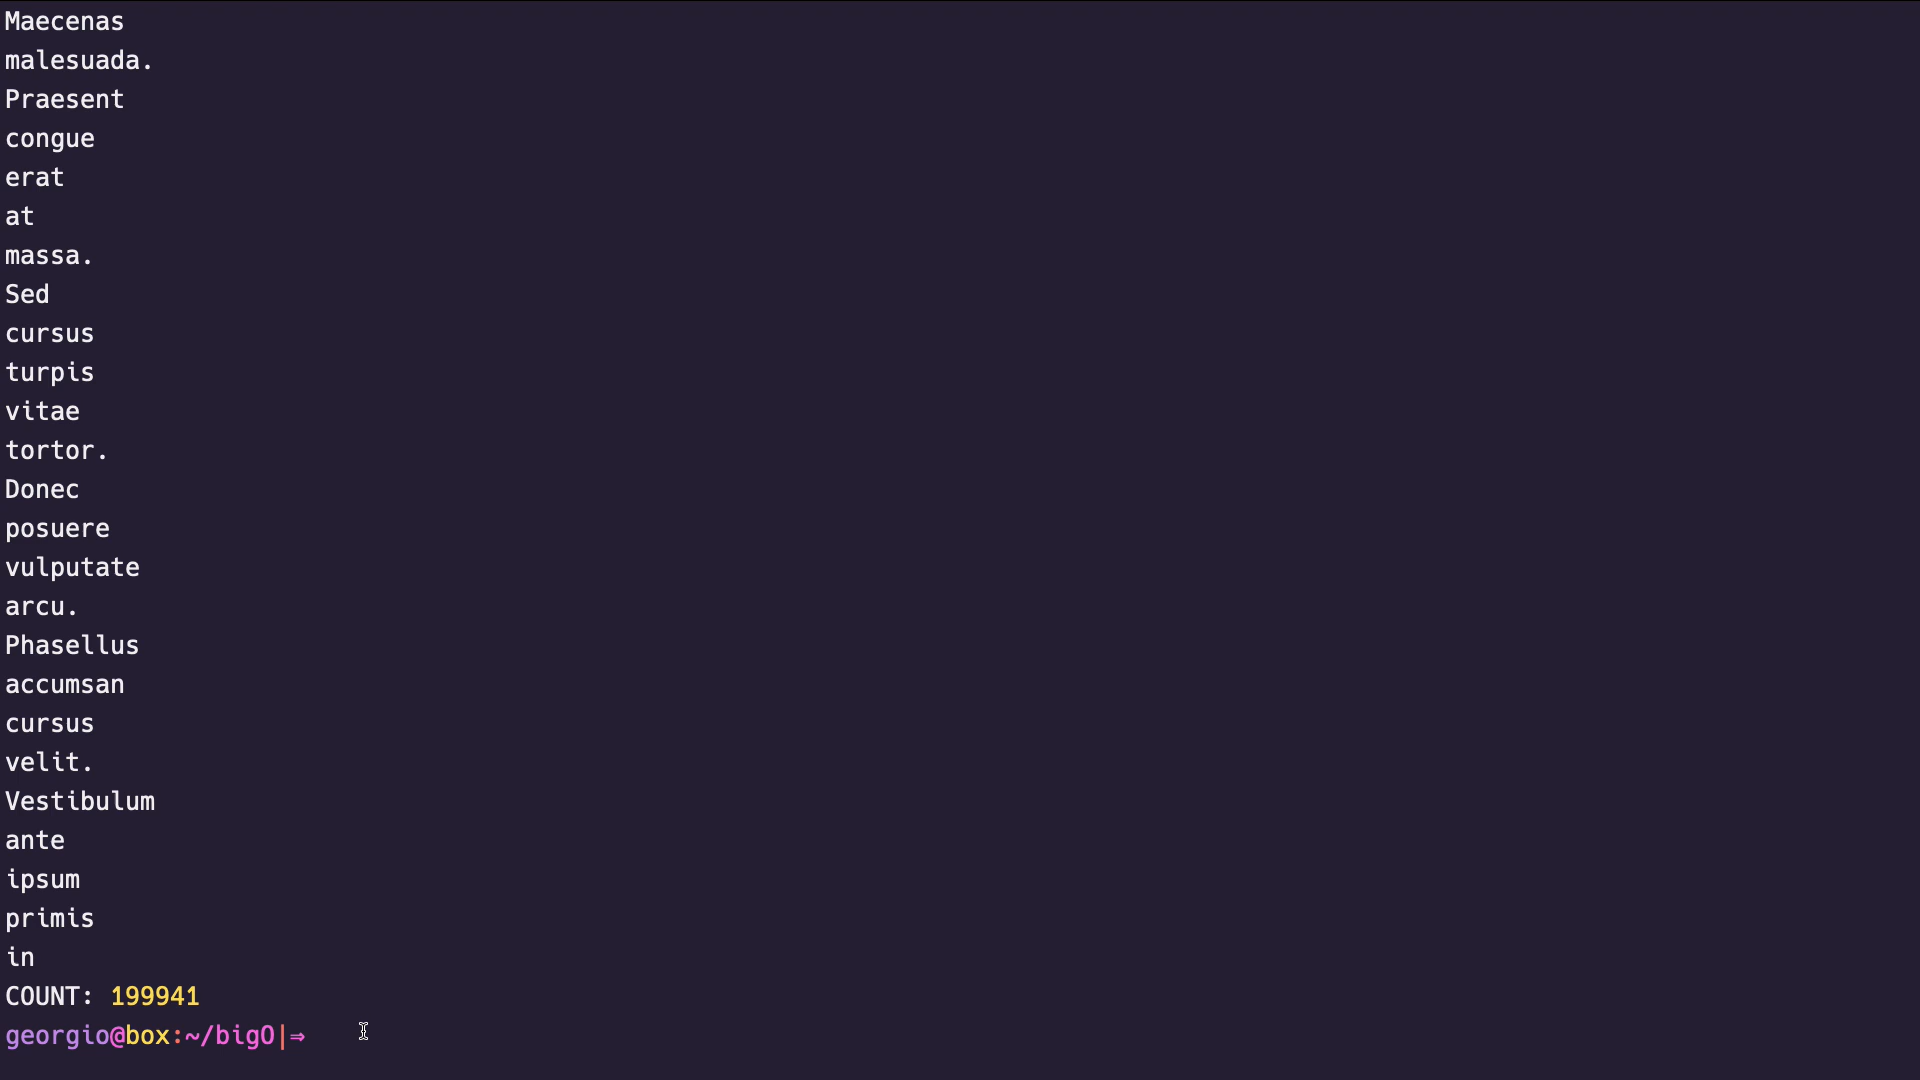 Maecenas
malesuada.
Praesent
congue
erat
at
massa.
Sed
cursus
turpis
vitae
tortor.
Donec
posuere
vulputate
arcu.
Phasellus
accumsan
cursus
velit.
Vestibulum
ante
ipsum
primis
in
COUNT: 199941
georgio@box:~/bigO|⇒